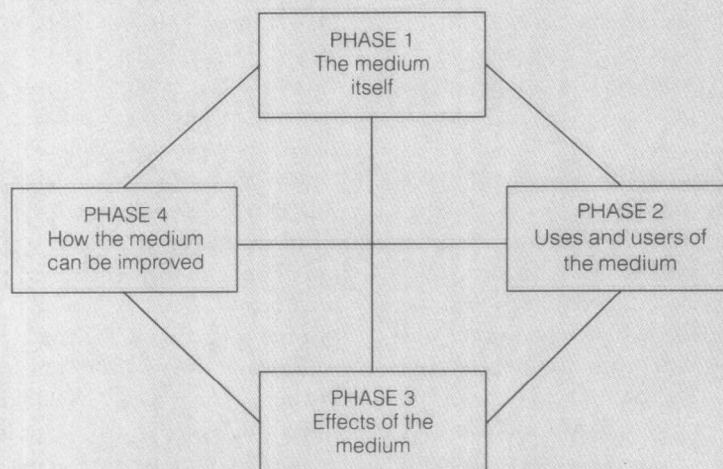 PHASE 1
The medium
itself
PHASE 4
How the medium
can be improved
PHASE 2
Uses and users of
the medium
PHASE 3
Effects of the
medium